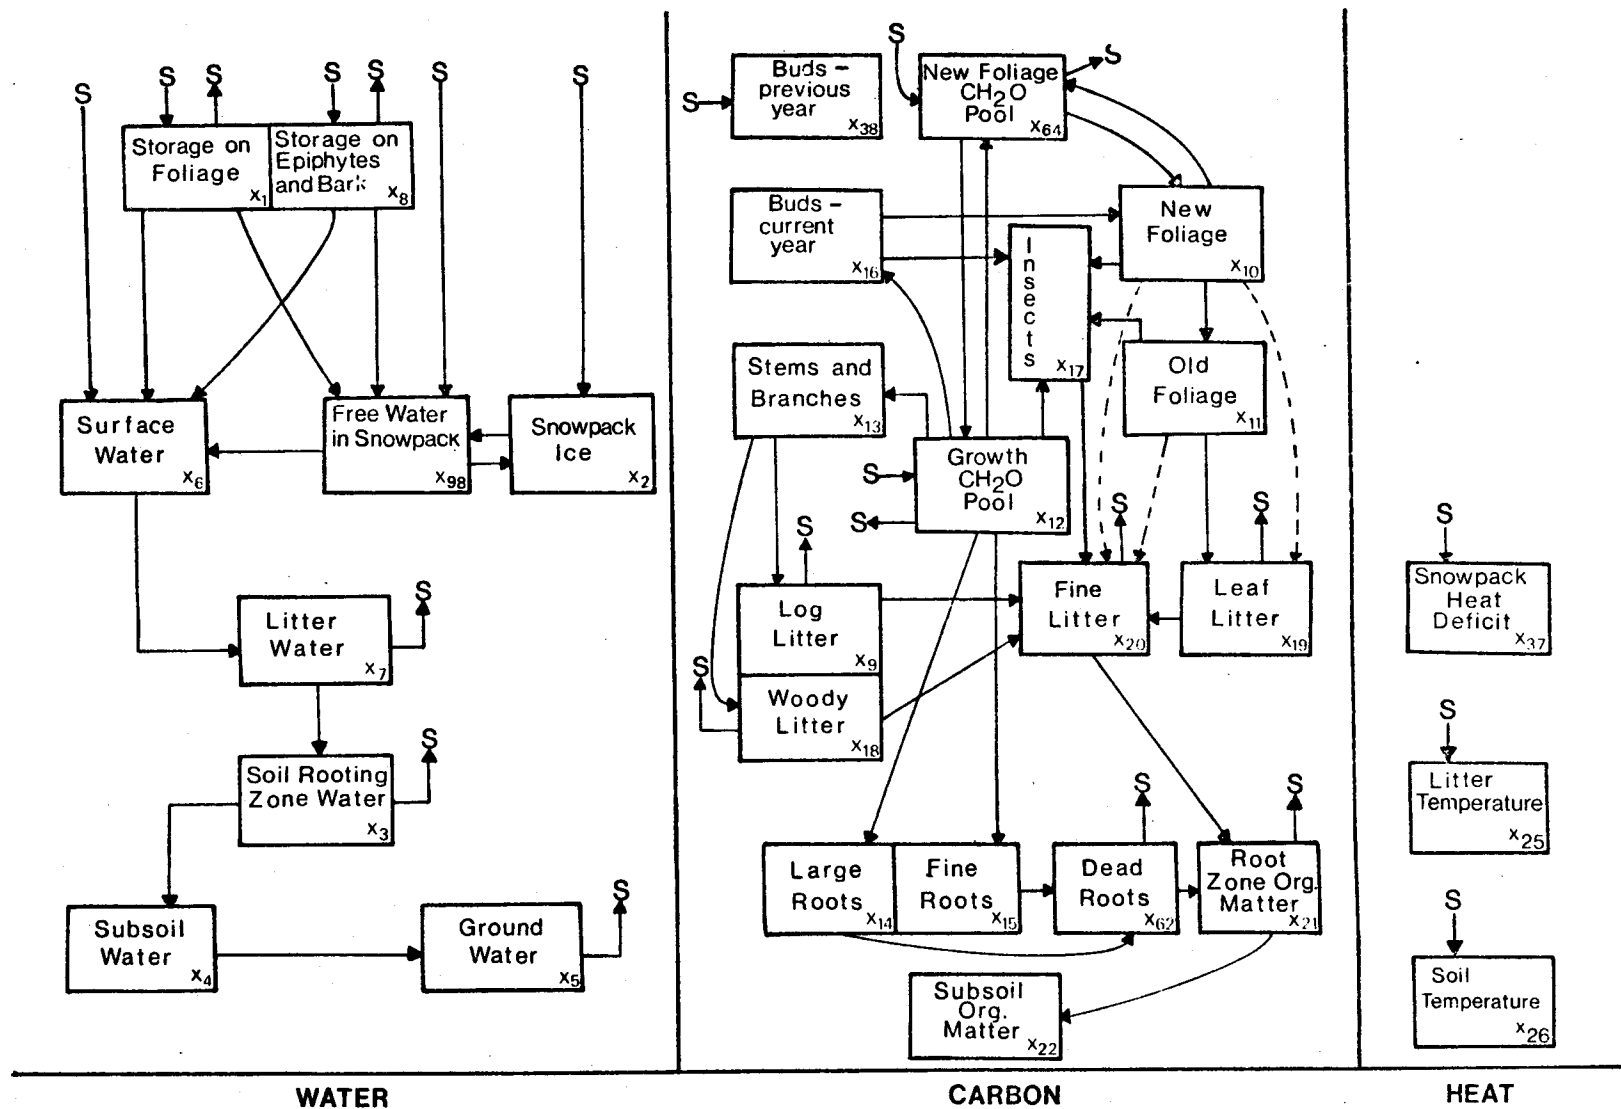 S
S
S
S
S
S
S
Storage on
Foliage
x1
Storage on
Epiphytes
and Bark
x8
Surface
Water
x6
Free Water
in Snowpack
x98
Snowpack
Ice
x2
Litter
Water
x7
S
Soil Rooting
Zone Water
x3
S
Subsoil
Water
x4
Ground
Water
x5
S
WATER
S
Buds –
previous
year
x38
S
New Foliage
CH2O
Pool
x64
S
Buds –
current
year
x16
Insects
x17
New
Foliage
x10
Stems and
Branches
x13
Old
Foliage
x11
S
Growth
CH2O
Pool
x12
S
S
Log
Litter
x9
S
Woody
Litter
x18
S
Fine
Litter
x20
S
Leaf
Litter
x19
Large
Roots
x14
Fine
Roots
x15
S
Dead
Roots
x62
S
Root
Zone Org.
Matter
x21
Subsoil
Org.
Matter
x22
CARBON
S
Snowpack
Heat
Deficit
x37
S
Litter
Temperature
x25
S
Soil
Temperature
x26
HEAT